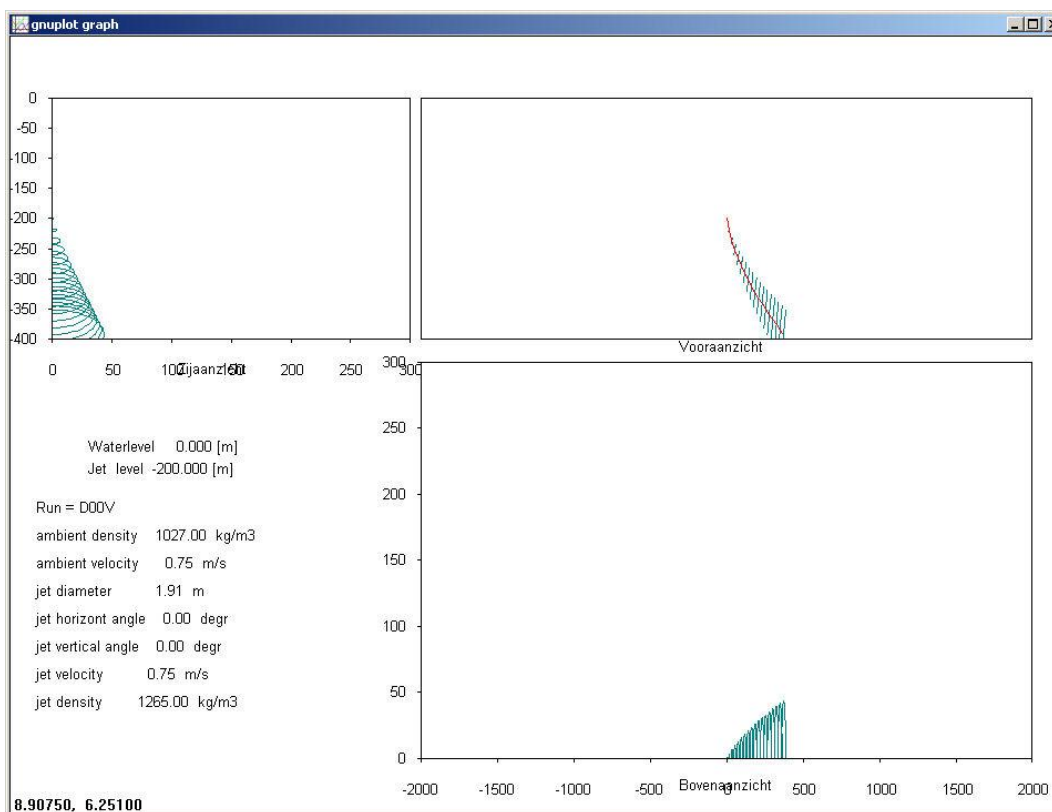 gnuplot graph
0
-50
-100
-150
-200
-250
-300
-350
-400
0 50 100 150 200 250 300
Zijaanzicht
Vooraanzicht
300
250
200
150
100
50
0
-2000 -1500 -1000 -500 0 500 1000 1500 2000
Bovenaanzicht
Waterlevel 0.000 [m]
Jet level -200.000 [m]
Run = D00V
ambient density 1027.00 kg/m3
ambient velocity 0.75 m/s
jet diameter 1.91 m
jet horizont angle 0.00 degr
jet vertical angle 0.00 degr
jet velocity 0.75 m/s
jet density 1265.00 kg/m3
8.90750, 6.25100